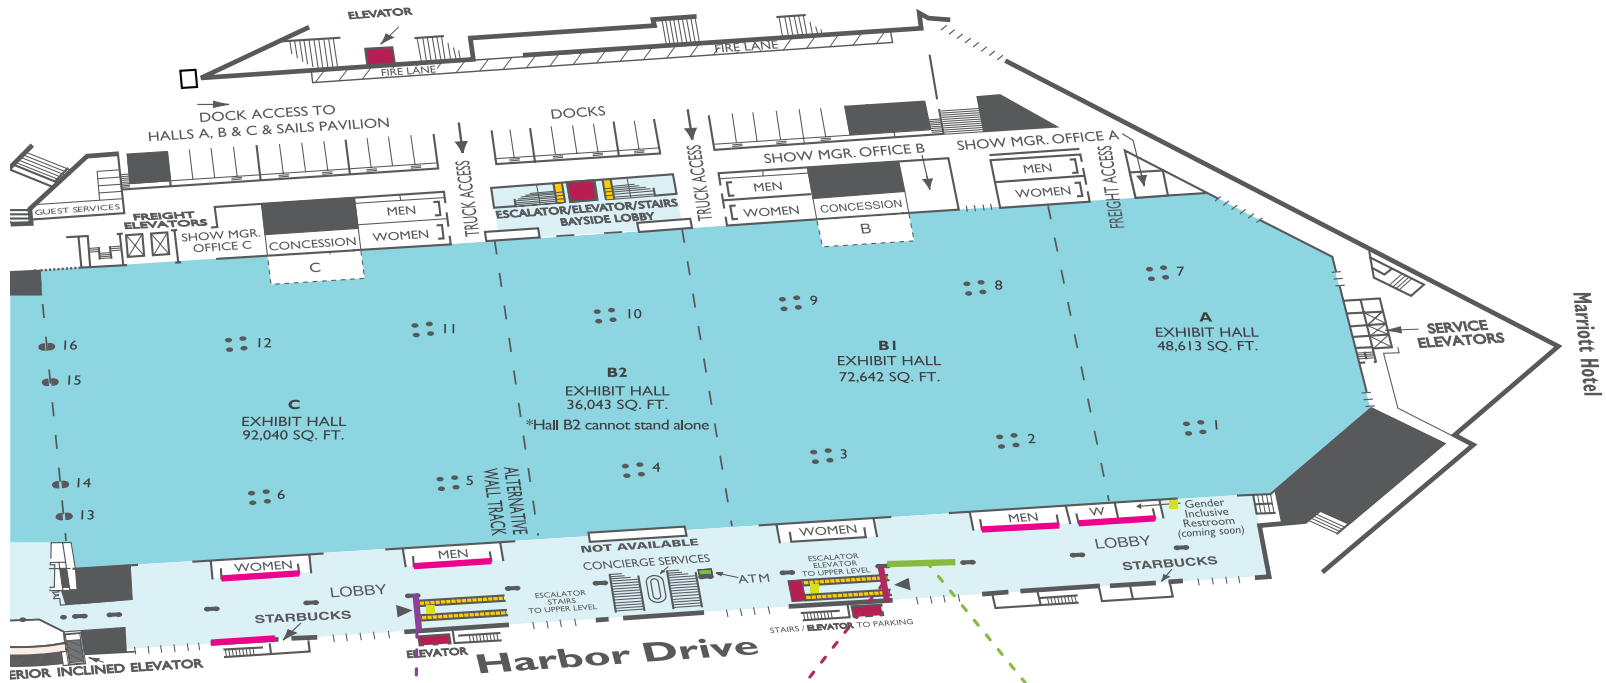 ELEVATOR
FIRE LANE
FIRE LANE
DOCK ACCESS TO
HALLS A, B & C & SAILS PAVILION
DOCKS
TRUCK ACCESS
TRUCK ACCESS
SHOW MGR. OFFICE B
SHOW MGR. OFFICE A
FREIGHT ACCESS
GUEST SERVICES
FREIGHT
ELEVATORS
SHOW MGR.
OFFICE C
CONCESSION
C
MEN
WOMEN
ESCALATOR/ELEVATOR/STAIRS
BAYSIDE LOBBY
MEN
WOMEN
CONCESSION
B
MEN
WOMEN
16
15
14
13
12
11
10
9
8
7
C
EXHIBIT HALL
92,040 SQ. FT.
B2
EXHIBIT HALL
36,043 SQ. FT.
*Hall B2 cannot stand alone
B1
EXHIBIT HALL
72,642 SQ. FT.
A
EXHIBIT HALL
48,613 SQ. FT.
SERVICE
ELEVATORS
Marriott Hotel
6
5
4
3
2
1
ALTERNATIVE
WALL TRACK
WOMEN
MEN
NOT AVAILABLE
CONCIERGE SERVICES
WOMEN
MEN
W
Gender
Inclusive
Restroom
(coming soon)
LOBBY
STARBUCKS
ESCALATOR
STAIRS
TO UPPER LEVEL
ATM
ESCALATOR
ELEVATOR
TO UPPER LEVEL
LOBBY
STARBUCKS
STAIRS / ELEVATOR TO PARKING
ELEVATOR
ERIOR INCLINED ELEVATOR
Harbor Drive